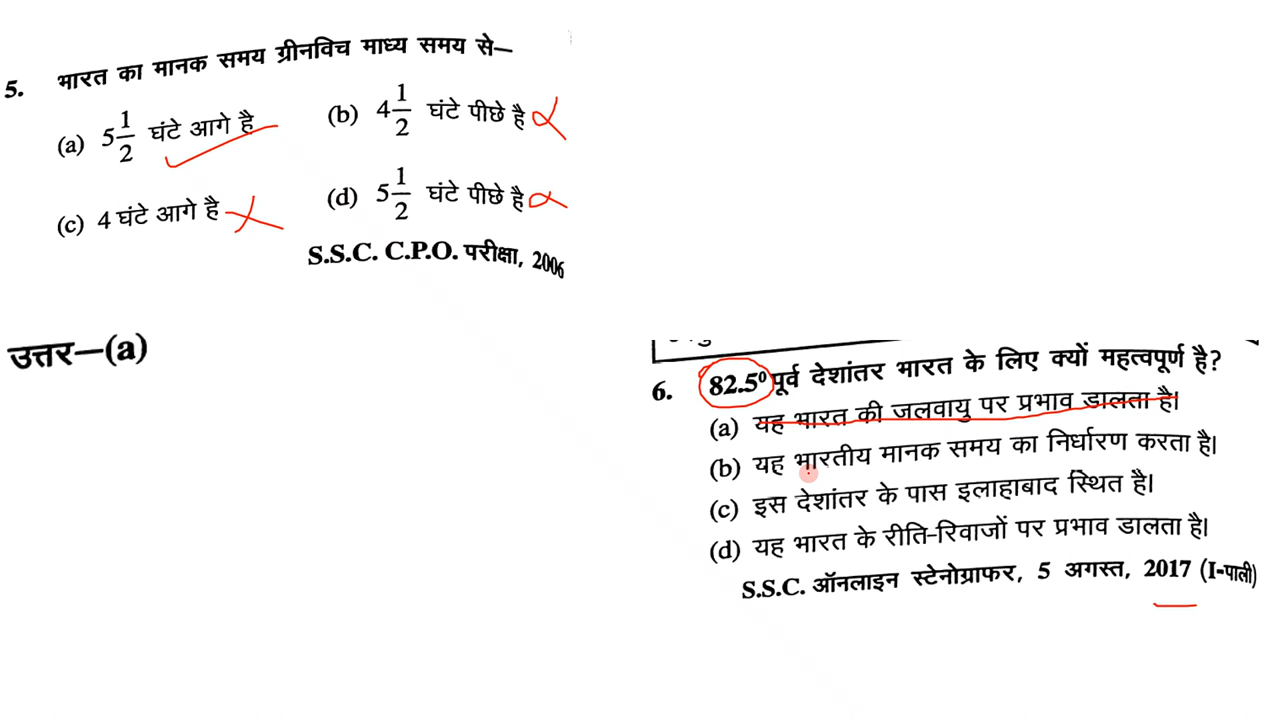 5. भारत का मानक समय ग्रीनविच माध्य समय से—
(a) 5 1/2 घंटे आगे है (b) 4 1/2 घंटे पीछे है
(c) 4 घंटे आगे है (d) 5 1/2 घंटे पीछे है
S.S.C. C.P.O. परीक्षा, 2006
उत्तर—(a)
6. 82.5⁰ पूर्व देशांतर भारत के लिए क्यों महत्वपूर्ण है?
(a) यह भारत की जलवायु पर प्रभाव डालता है।
(b) यह भारतीय मानक समय का निर्धारण करता है।
(c) इस देशांतर के पास इलाहाबाद स्थित है।
(d) यह भारत के रीति-रिवाजों पर प्रभाव डालता है।
S.S.C. ऑनलाइन स्टेनोग्राफर, 5 अगस्त, 2017 (I-पाली)